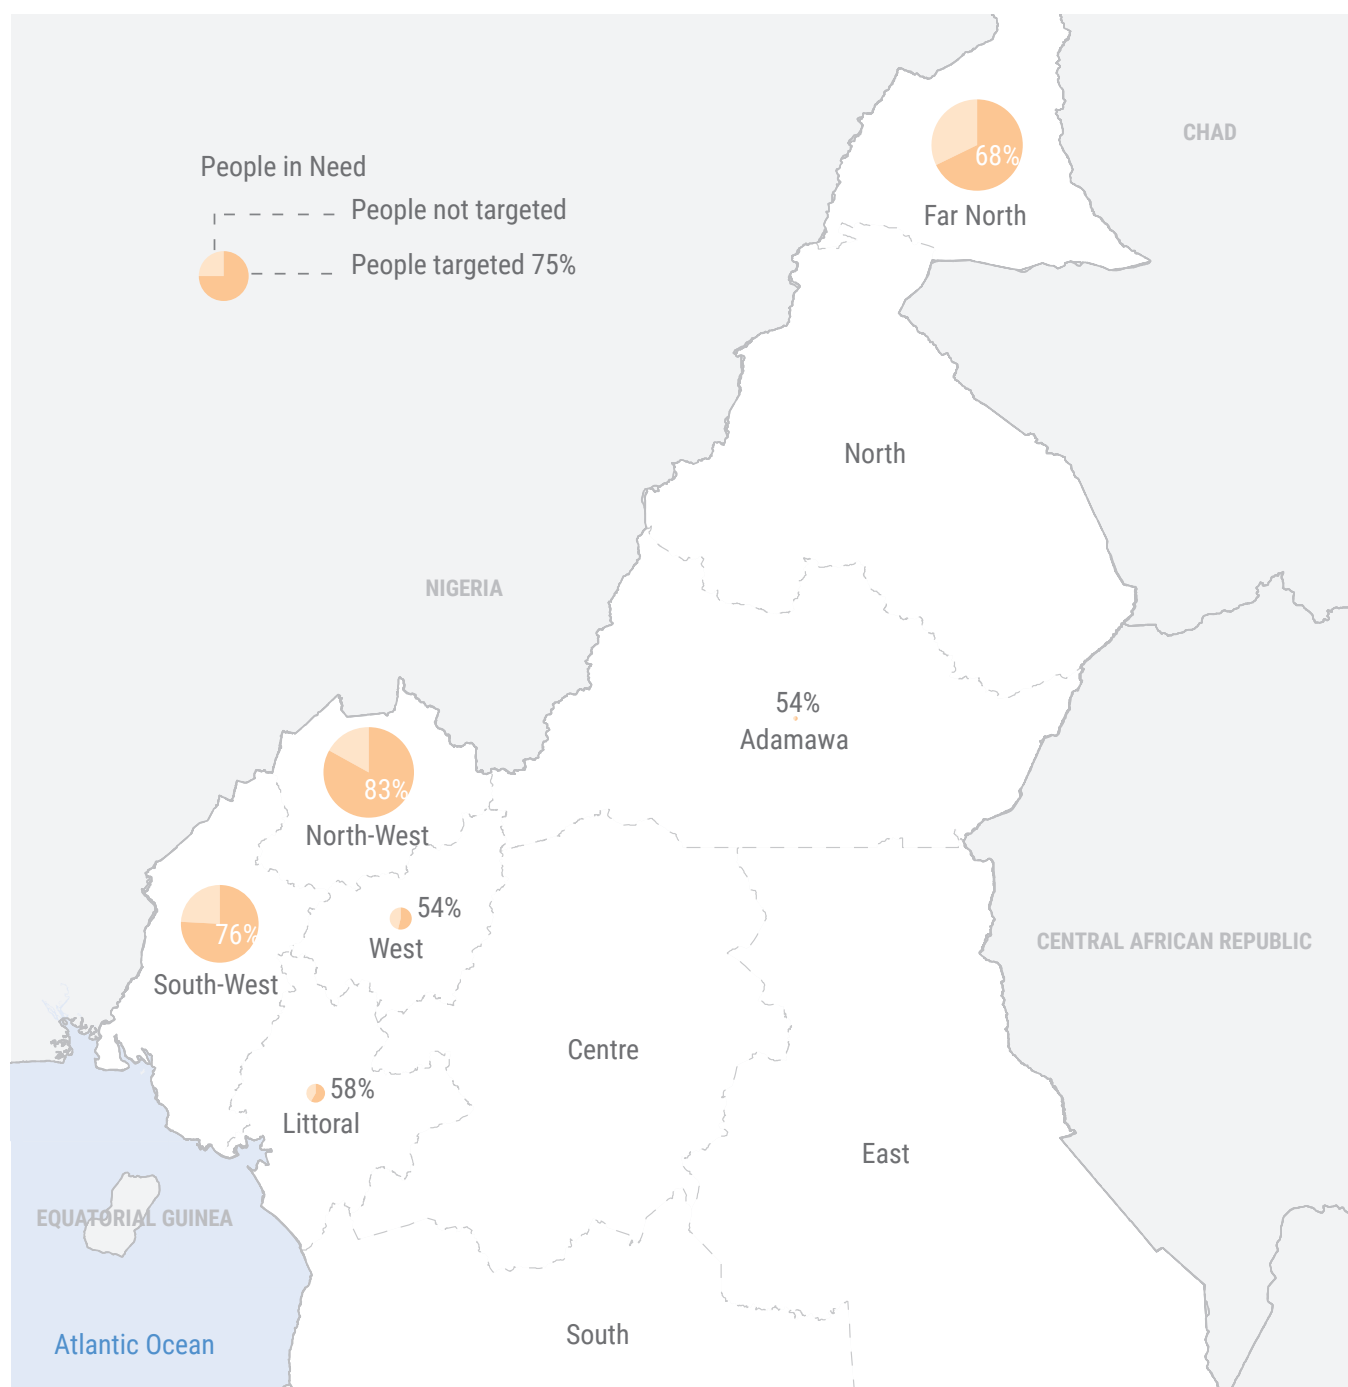 CHAD
People in Need
68%
People not targeted
Far North
People targeted 75%
North
NIGERIA
54%
Adamawa
83%
North-West
54%
76%
West
CENTRAL AFRICAN REPUBLIC
South-West
Centre
58%
Littoral
East
EQUATORIAL GUINEA
South
Atlantic Ocean